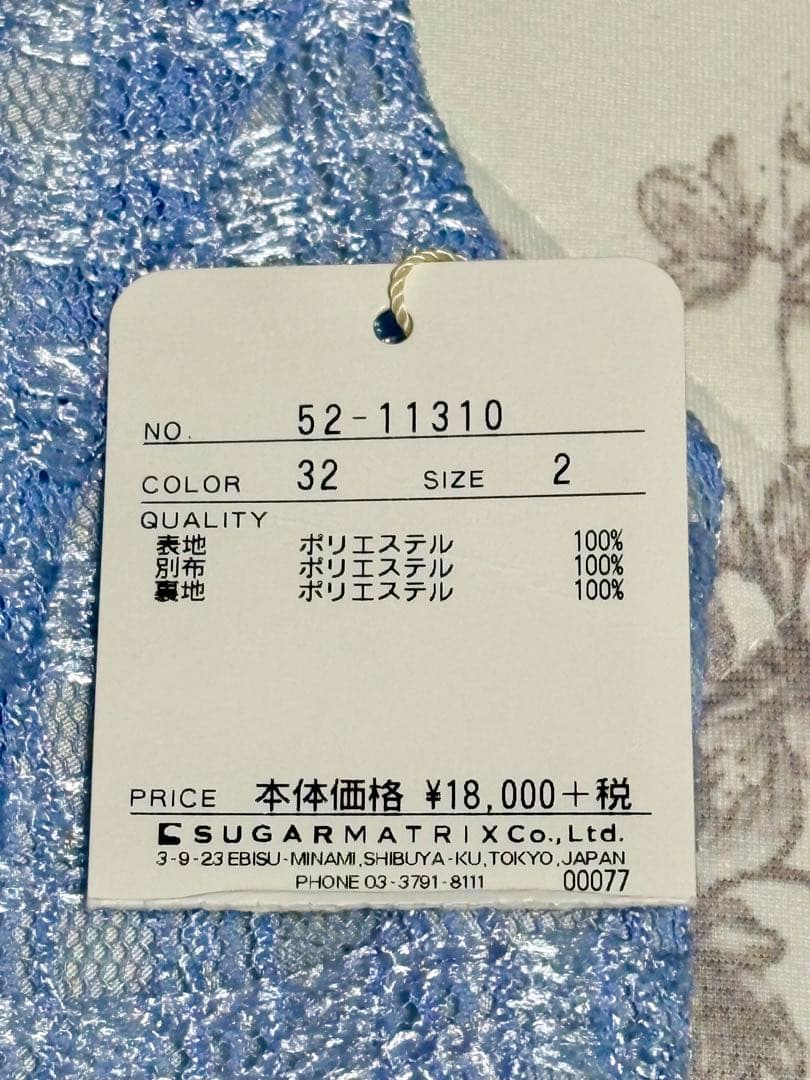 NO. 52-11310
COLOR 32 SIZE 2
QUALITY
表地 ポリエステル 100%
別布 ポリエステル 100%
裏地 ポリエステル 100%
PRICE 本体価格 ¥18,000+税
SUGARMATRIX Co.,Ltd.
3-9-23 EBISU-MINAMI,SHIBUYA-KU,TOKYO,JAPAN
PHONE 03-3791-8111 00077